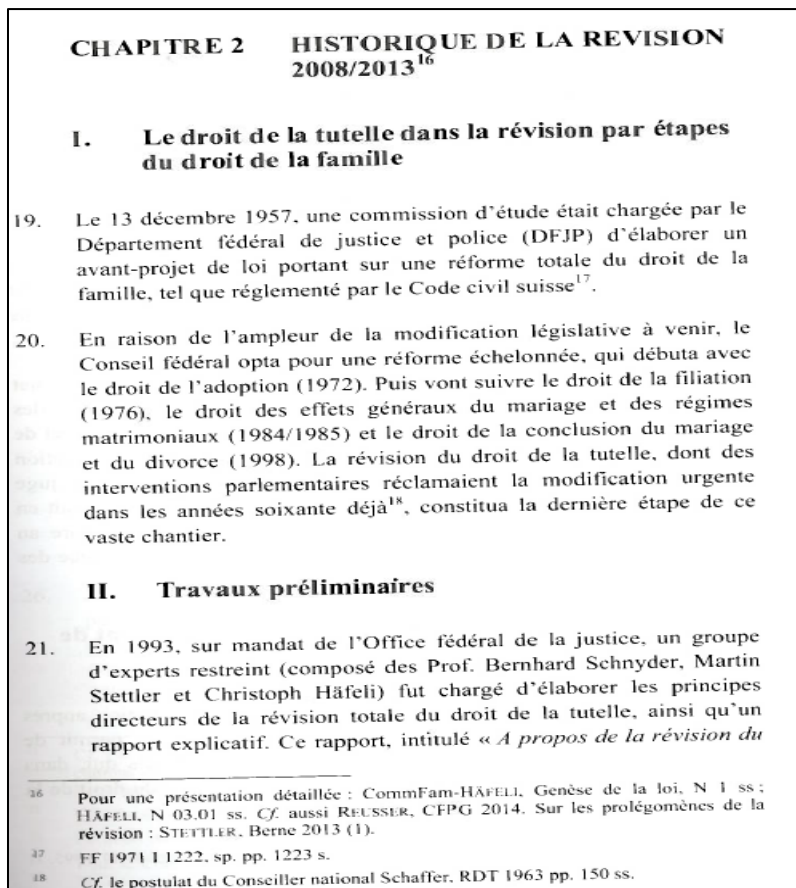 CHAPITRE 2 HISTORIQUE DE LA REVISION
2008/2013¹⁶
I. Le droit de la tutelle dans la révision par étapes
du droit de la famille
19. Le 13 décembre 1957, une commission d'étude était chargée par le
Département fédéral de justice et police (DFJP) d'élaborer un
avant-projet de loi portant sur une réforme totale du droit de la
famille, tel que réglementé par le Code civil suisse¹⁷.
20. En raison de l'ampleur de la modification législative à venir, le
Conseil fédéral opta pour une réforme échelonnée, qui débuta avec
le droit de l'adoption (1972). Puis vont suivre le droit de la filiation
(1976), le droit des effets généraux du mariage et des régimes
matrimoniaux (1984/1985) et le droit de la conclusion du mariage
et du divorce (1998). La révision du droit de la tutelle, dont des
interventions parlementaires réclamaient la modification urgente
dans les années soixante déjà¹⁸, constitua la dernière étape de ce
vaste chantier.
II. Travaux préliminaires
21. En 1993, sur mandat de l'Office fédéral de la justice, un groupe
d'experts restreint (composé des Prof. Bernhard Schnyder, Martin
Stettler et Christoph Häfeli) fut chargé d'élaborer les principes
directeurs de la révision totale du droit de la tutelle, ainsi qu'un
rapport explicatif. Ce rapport, intitulé « A propos de la révision du
16 Pour une présentation détaillée : CommFam-HÄFELI, Genèse de la loi, N 1 ss ;
HÄFELI, N 03.01 ss. Cf. aussi REUSSER, CFPG 2014. Sur les prolégomènes de la
révision : STETTLER, Berne 2013 (1).
17 FF 1971 I 1222, sp. pp. 1223 s.
18 Cf. le postulat du Conseiller national Schaffer, RDT 1963 pp. 150 ss.